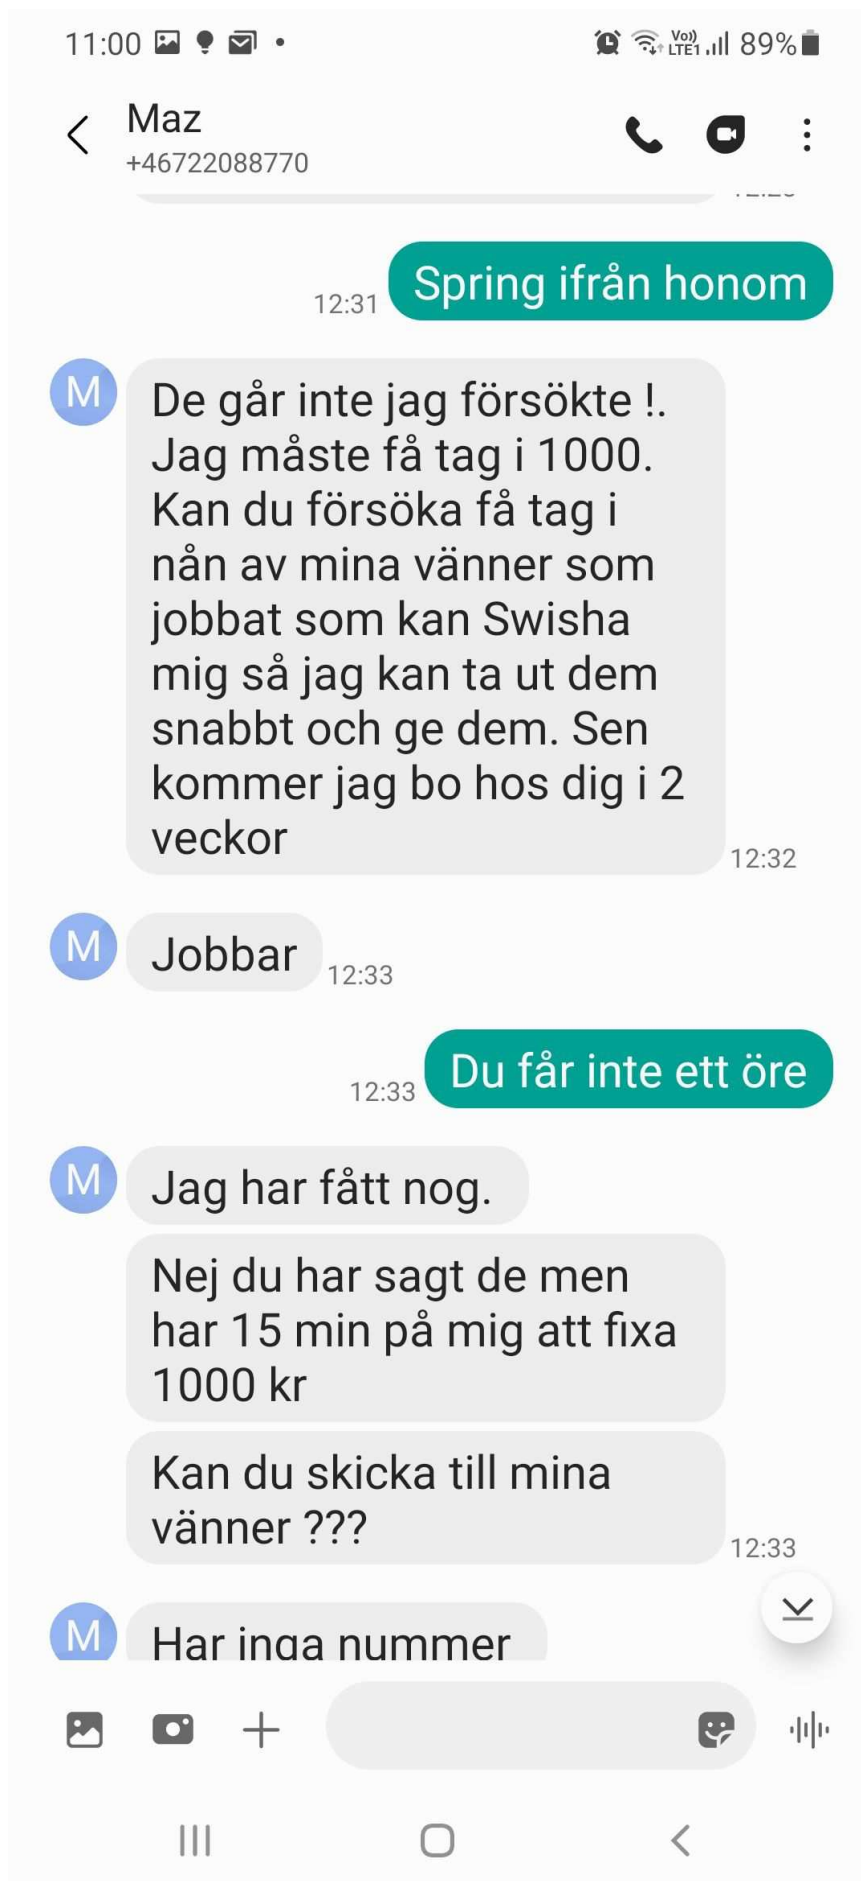 11:00
Vo))
LTE1
89%
Maz
+46722088770
Spring ifrån honom
12:31
M
De går inte jag försökte !.
Jag måste få tag i 1000.
Kan du försöka få tag i
nån av mina vänner som
jobbat som kan Swisha
mig så jag kan ta ut dem
snabbt och ge dem. Sen
kommer jag bo hos dig i 2
veckor
12:32
M
Jobbar
12:33
Du får inte ett öre
12:33
M
Jag har fått nog.
Nej du har sagt de men
har 15 min på mig att fixa
1000 kr
Kan du skicka till mina
vänner ???
12:33
M
Har inga nummer